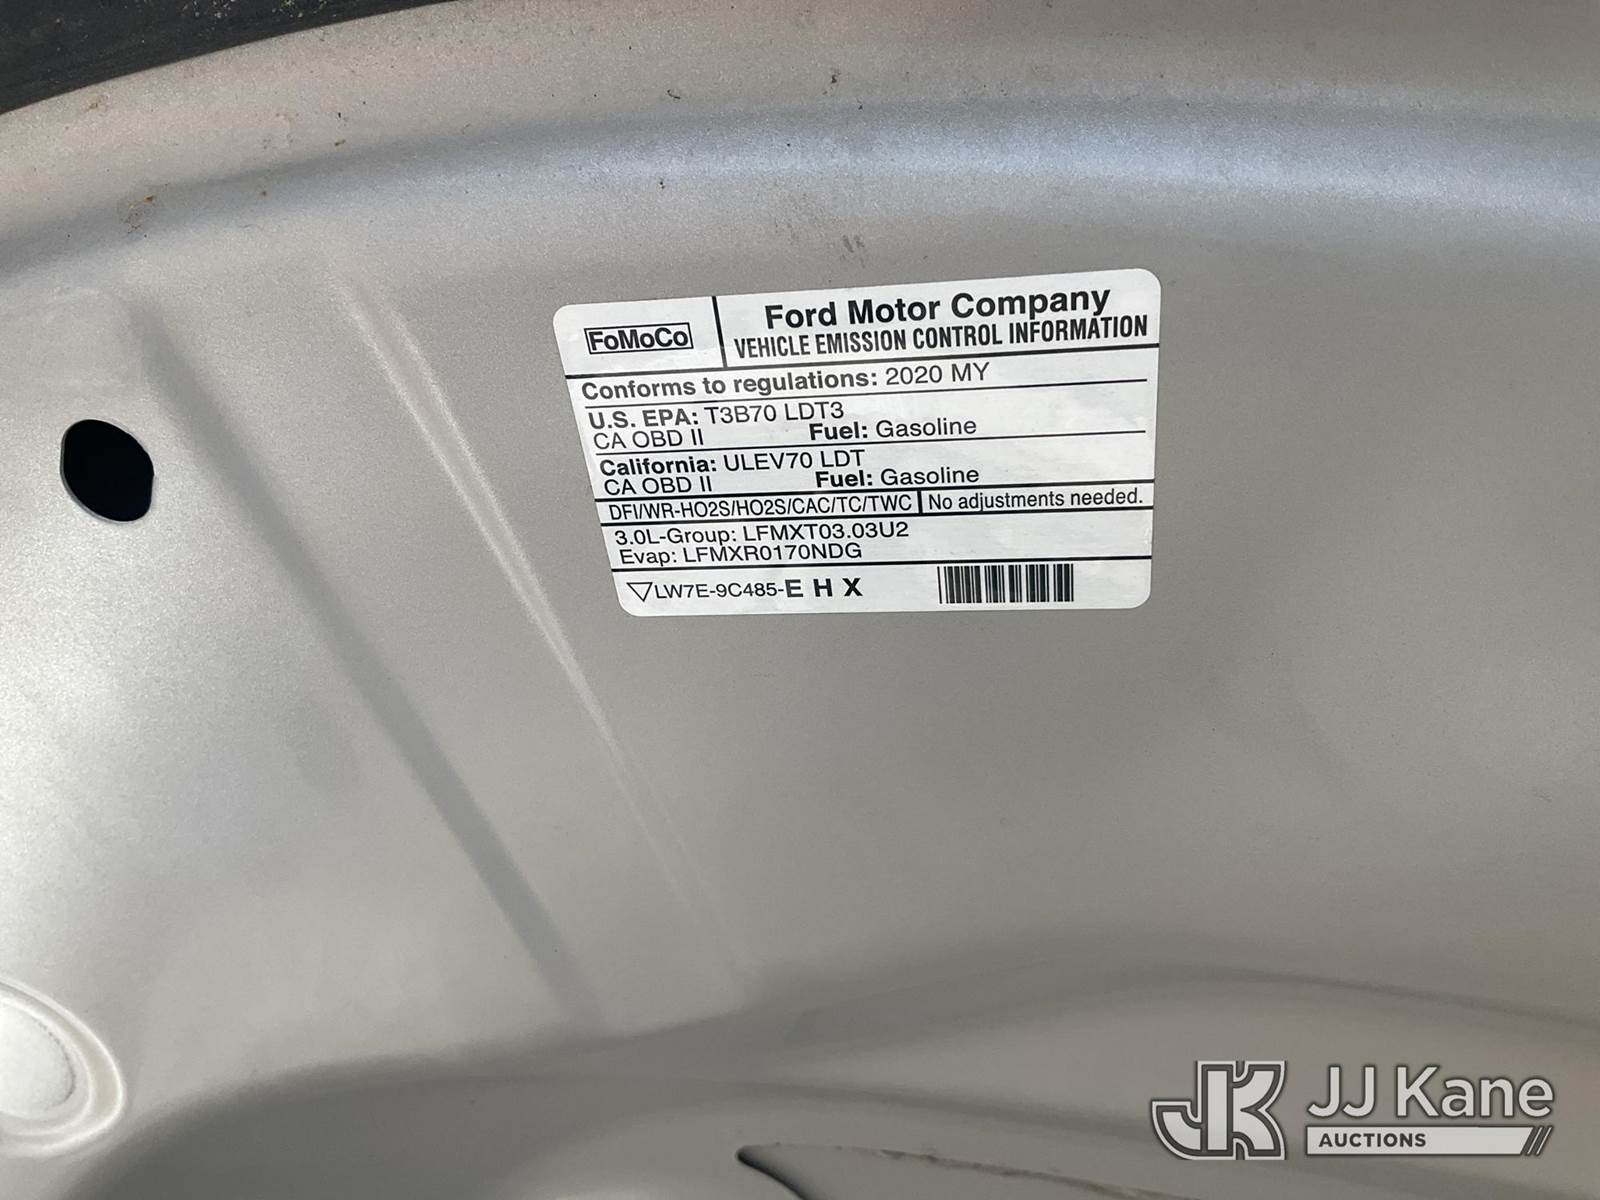 FoMoCo
Ford Motor Company
VEHICLE EMISSION CONTROL INFORMATION
Conforms to regulations: 2020 MY
U.S. EPA: T3B70 LDT3
CA OBD II Fuel: Gasoline
California: ULEV70 LDT
CA OBD II Fuel: Gasoline
DFI/WR-HO2S/HO2S/CAC/TC/TWC No adjustments needed.
3.0L-Group: LFMXT03.03U2
Evap: LFMXR0170NDG
LW7E-9C485-E H X
JK JJ Kane
AUCTIONS